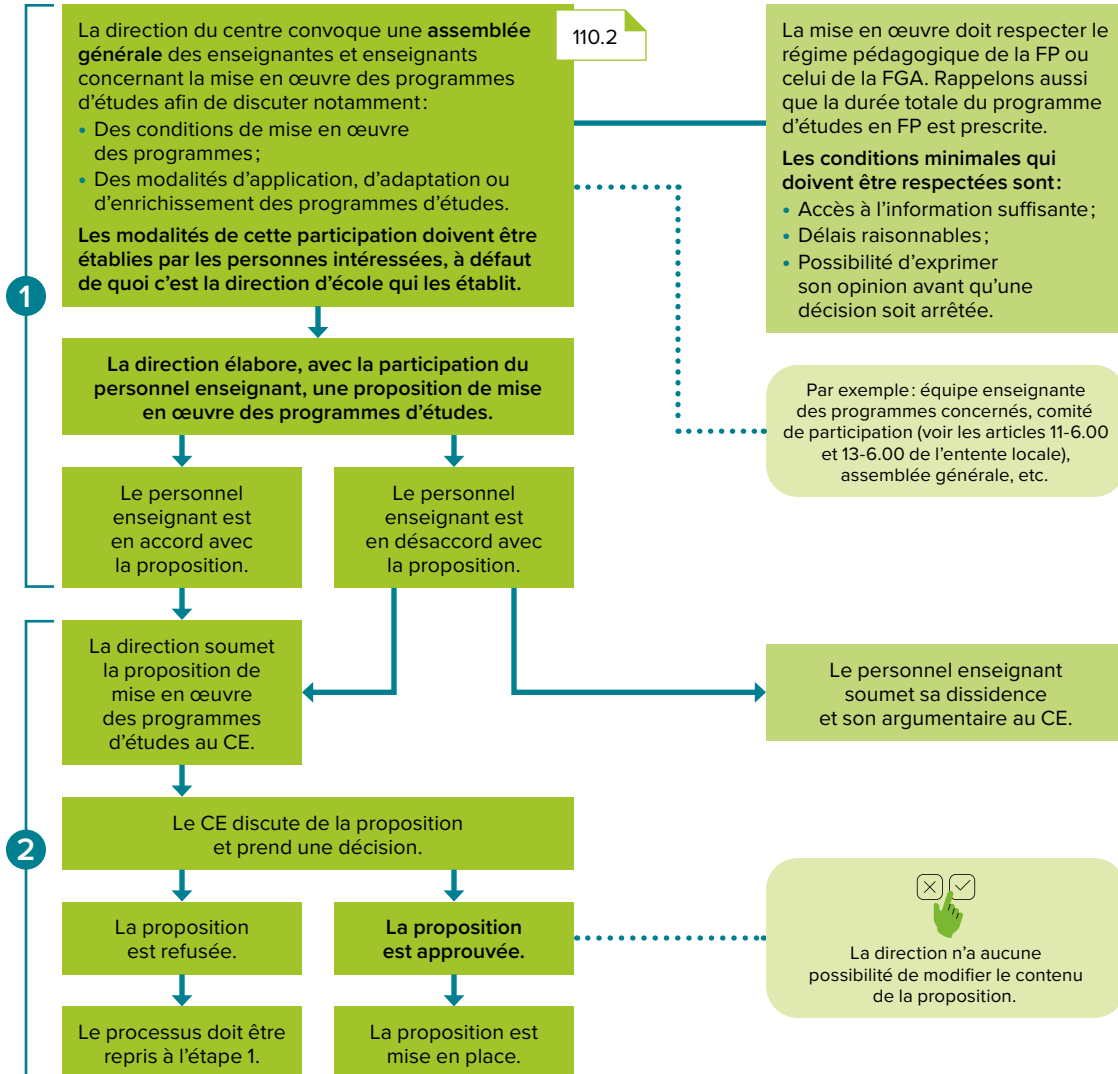 La direction du centre convoque une assemblée
générale des enseignantes et enseignants
concernant la mise en œuvre des programmes
d'études afin de discuter notamment :
• Des conditions de mise en œuvre
des programmes ;
• Des modalités d'application, d'adaptation ou
d'enrichissement des programmes d'études.
Les modalités de cette participation doivent être
établies par les personnes intéressées, à défaut
de quoi c'est la direction d'école qui les établit.
110.2
La mise en œuvre doit respecter le
régime pédagogique de la FP ou
celui de la FGA. Rappelons aussi
que la durée totale du programme
d'études en FP est prescrite.
Les conditions minimales qui
doivent être respectées sont :
• Accès à l'information suffisante ;
• Délais raisonnables ;
• Possibilité d'exprimer
son opinion avant qu'une
décision soit arrêtée.
1
La direction élabore, avec la participation du
personnel enseignant, une proposition de mise
en œuvre des programmes d'études.
Par exemple : équipe enseignante
des programmes concernés, comité
de participation (voir les articles 11-6.00
et 13-6.00 de l'entente locale),
assemblée générale, etc.
Le personnel
enseignant est
en accord avec
la proposition.
Le personnel
enseignant est
en désaccord avec
la proposition.
La direction soumet
la proposition de
mise en œuvre
des programmes
d'études au CE.
Le personnel enseignant
soumet sa dissidence
et son argumentaire au CE.
2
Le CE discute de la proposition
et prend une décision.
La proposition
est refusée.
La proposition
est approuvée.
La direction n'a aucune
possibilité de modifier le contenu
de la proposition.
Le processus doit être
repris à l'étape 1.
La proposition est
mise en place.